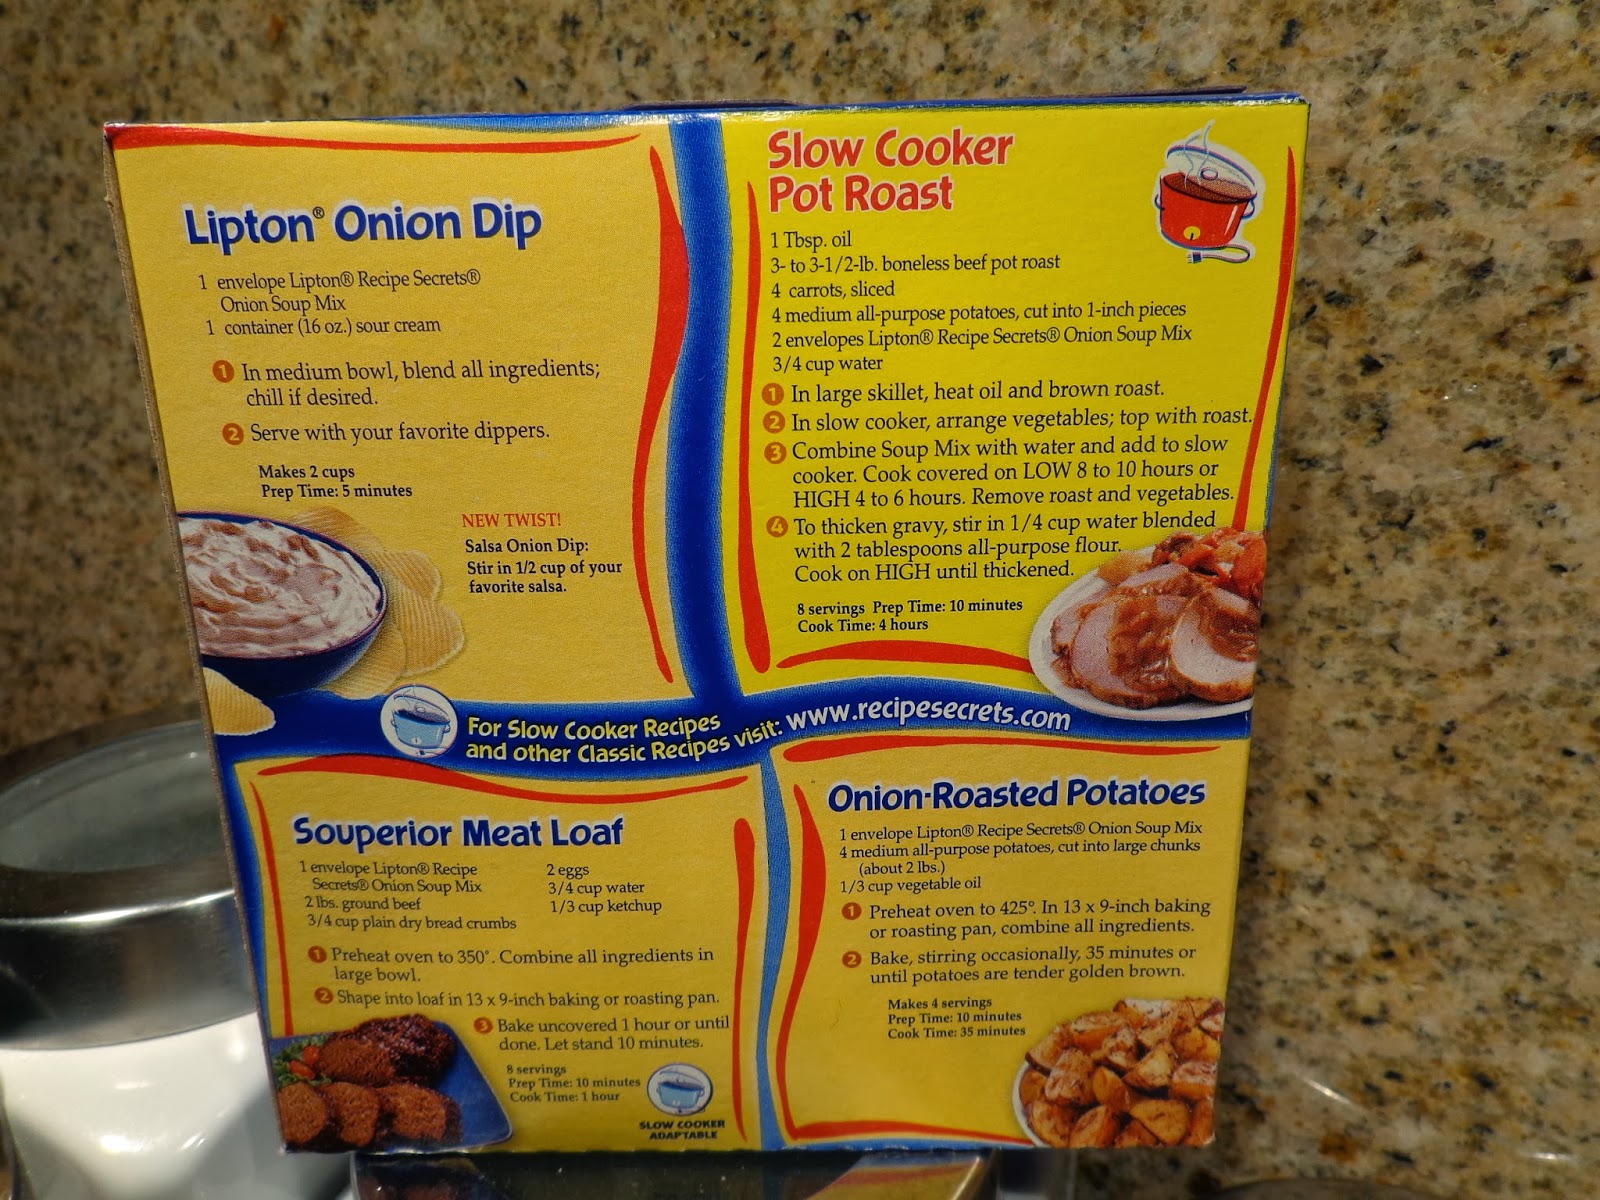 Lipton® Onion Dip
1 envelope Lipton® Recipe Secrets®
Onion Soup Mix
1 container (16 oz.) sour cream
1 In medium bowl, blend all ingredients;
chill if desired.
2 Serve with your favorite dippers.
Makes 2 cups
Prep Time: 5 minutes
NEW TWIST!
Salsa Onion Dip:
Stir in 1/2 cup of your
favorite salsa.
Slow Cooker
Pot Roast
1 Tbsp. oil
3- to 3-1/2-lb. boneless beef pot roast
4 carrots, sliced
4 medium all-purpose potatoes, cut into 1-inch pieces
2 envelopes Lipton® Recipe Secrets® Onion Soup Mix
3/4 cup water
1 In large skillet, heat oil and brown roast.
2 In slow cooker, arrange vegetables; top with roast.
3 Combine Soup Mix with water and add to slow
cooker. Cook covered on LOW 8 to 10 hours or
HIGH 4 to 6 hours. Remove roast and vegetables.
4 To thicken gravy, stir in 1/4 cup water blended
with 2 tablespoons all-purpose flour.
Cook on HIGH until thickened.
8 servings Prep Time: 10 minutes
Cook Time: 4 hours
For Slow Cooker Recipes
and other Classic Recipes visit: www.recipesecrets.com
Souperior Meat Loaf
1 envelope Lipton® Recipe
Secrets® Onion Soup Mix
2 lbs. ground beef
3/4 cup plain dry bread crumbs
2 eggs
3/4 cup water
1/3 cup ketchup
1 Preheat oven to 350°. Combine all ingredients in
large bowl.
2 Shape into loaf in 13 x 9-inch baking or roasting pan.
3 Bake uncovered 1 hour or until
done. Let stand 10 minutes.
8 servings
Prep Time: 10 minutes
Cook Time: 1 hour
SLOW COOKER
ADAPTABLE
Onion-Roasted Potatoes
1 envelope Lipton® Recipe Secrets® Onion Soup Mix
4 medium all-purpose potatoes, cut into large chunks
(about 2 lbs.)
1/3 cup vegetable oil
1 Preheat oven to 425°. In 13 x 9-inch baking
or roasting pan, combine all ingredients.
2 Bake, stirring occasionally, 35 minutes or
until potatoes are tender golden brown.
Makes 4 servings
Prep Time: 10 minutes
Cook Time: 35 minutes